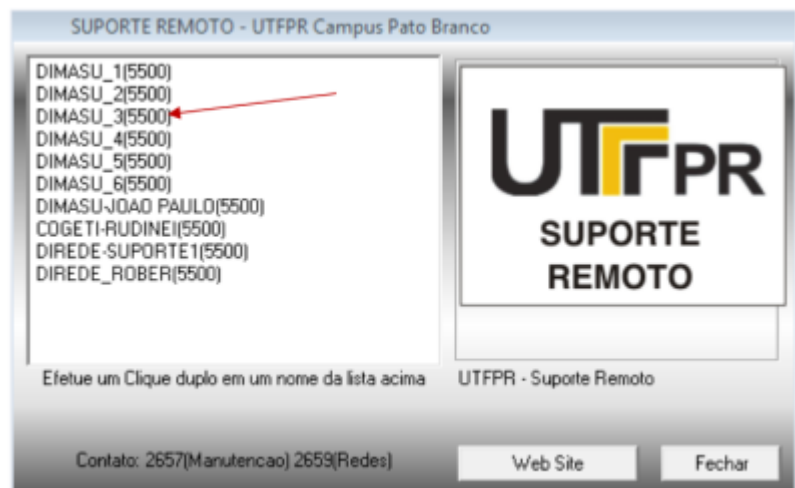 SUPORTE REMOTO - UTFPR Campus Pato Branco
DIMASU_1(5500)
DIMASU_2(5500)
DIMASU_3(5500)
DIMASU_4(5500)
DIMASU_5(5500)
DIMASU_6(5500)
DIMASU-JOAO PAULO(5500)
COGETI-RUDINEI(5500)
DIREDE-SUPORTE1(5500)
DIREDE_ROBER(5500)
UTFPR
SUPORTE
REMOTO
Efetue um Clique duplo em um nome da lista acima
UTFPR - Suporte Remoto
Contato: 2657(Manutencao) 2659(Redes)
Web Site
Fechar